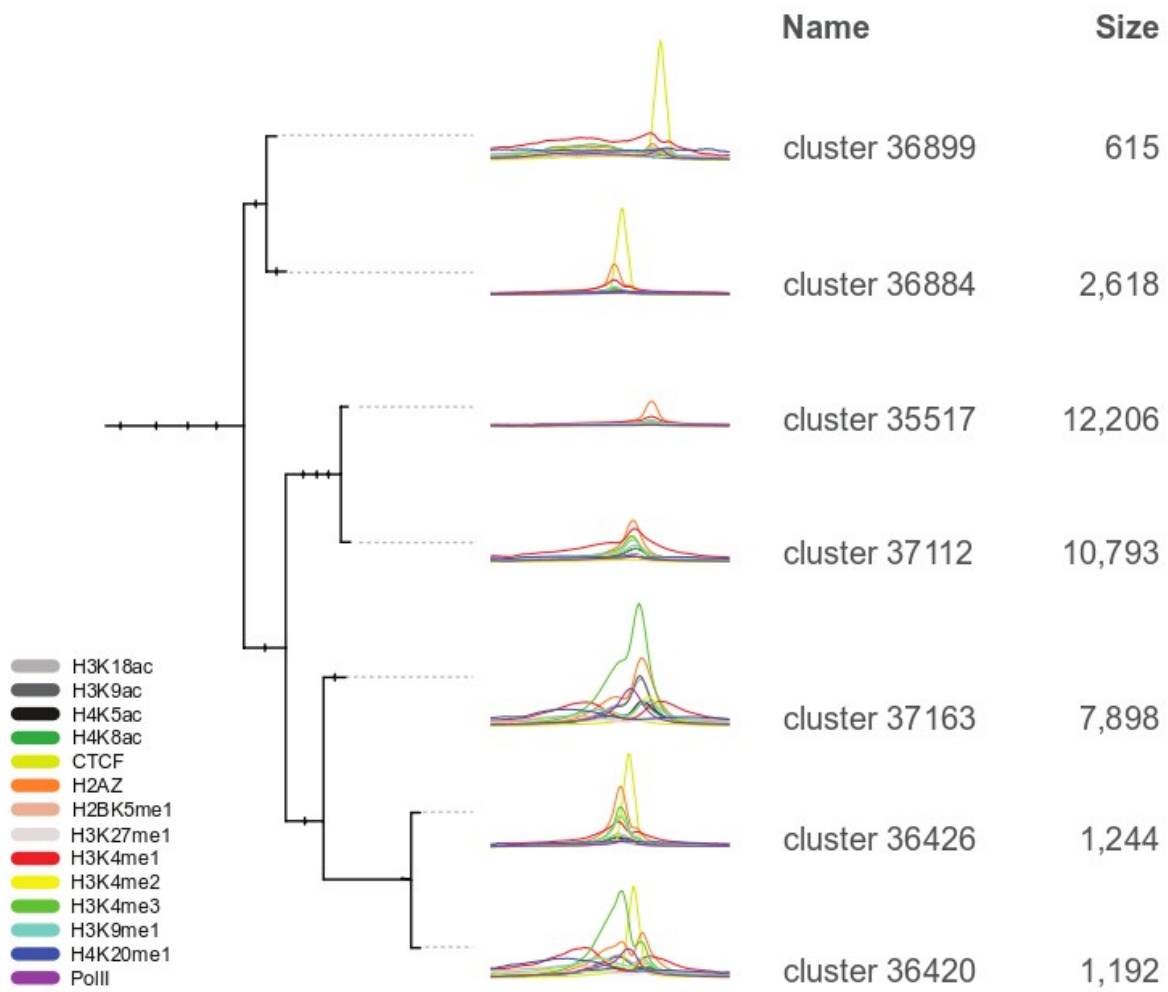 Name Size
cluster 36899 615
cluster 36884 2,618
cluster 35517 12,206
cluster 37112 10,793
cluster 37163 7,898
cluster 36426 1,244
cluster 36420 1,192
H3K18ac
H3K9ac
H4K5ac
H4K8ac
CTCF
H2AZ
H2BK5me1
H3K27me1
H3K4me1
H3K4me2
H3K4me3
H3K9me1
H4K20me1
PolII